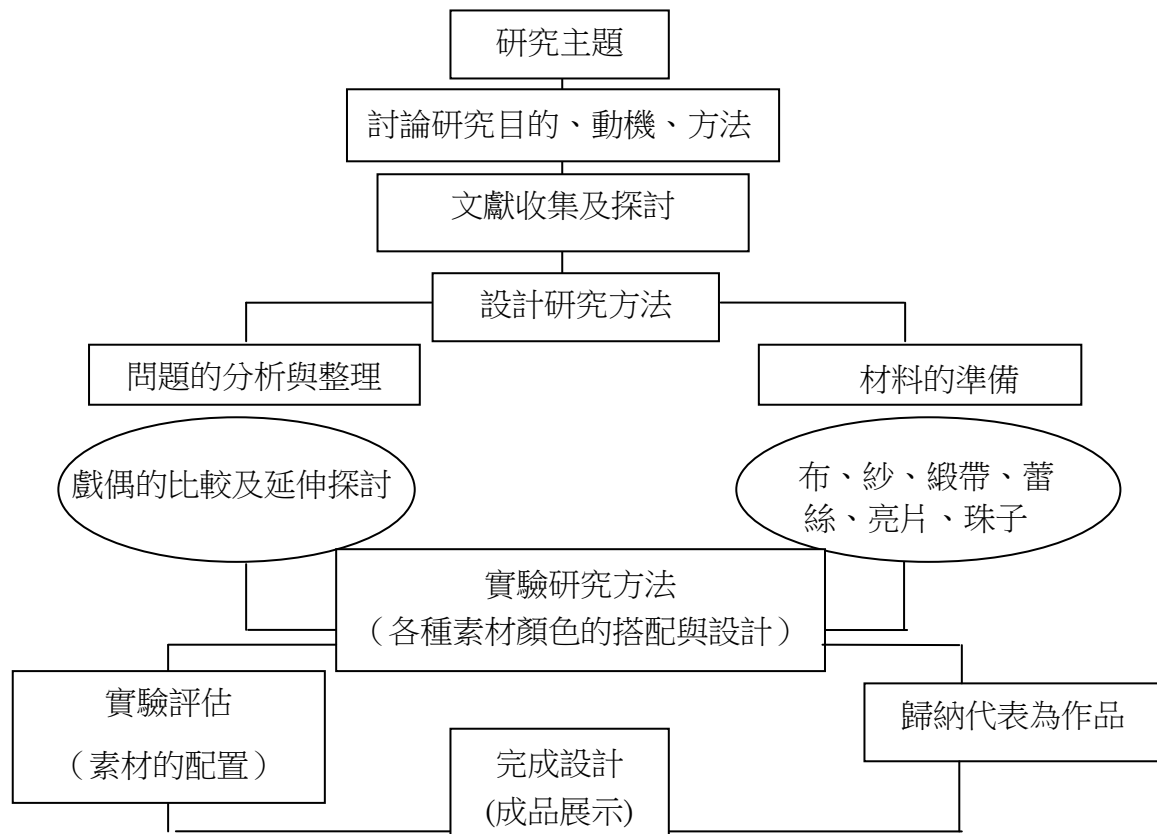 研究主題
討論研究目的、動機、方法
文獻收集及探討
設計研究方法
問題的分析與整理
材料的準備
戲偶的比較及延伸探討
布、紗、緞帶、蕾
絲、亮片、珠子
實驗研究方法
（各種素材顏色的搭配與設計）
實驗評估
（素材的配置）
歸納代表為作品
完成設計
(成品展示)